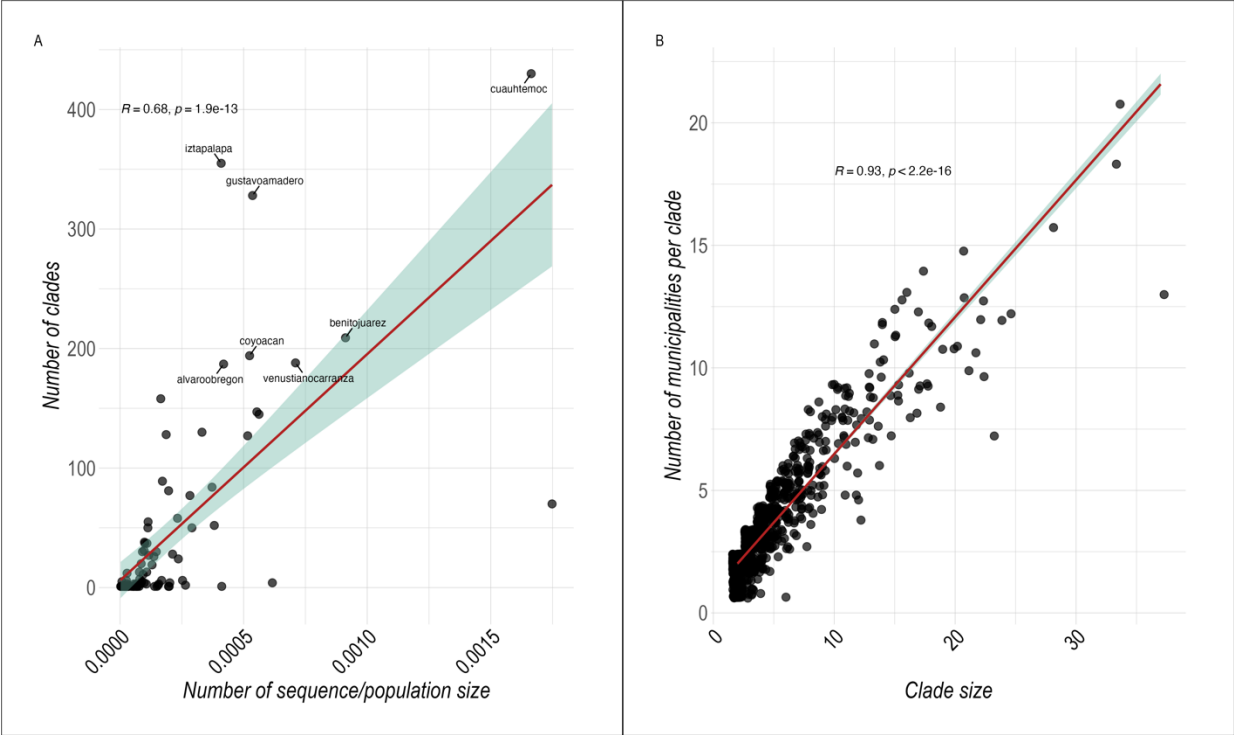 A
R = 0.68, p = 1.9e-13
cuauhtemoc
iztapalapa
gustavoamadero
benitojuarez
coyoacan
alvaroobregon
venustianocarranza
Number of clades
400
300
200
100
0
0.0000
0.0005
0.0010
0.0015
Number of sequence/population size
B
R = 0.93, p < 2.2e-16
Number of municipalities per clade
20
15
10
5
0
0
10
20
30
Clade size